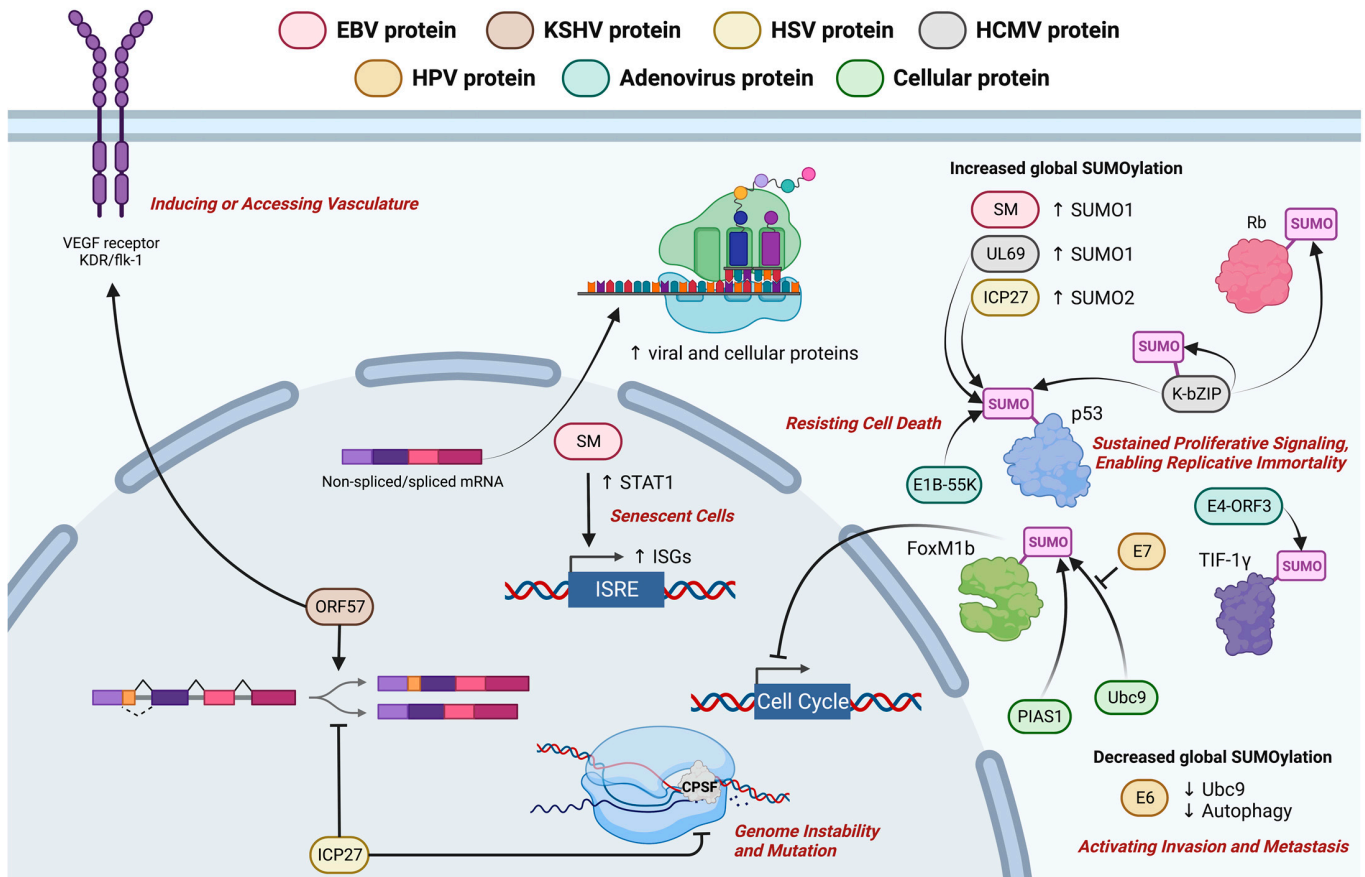 EBV protein
KSHV protein
HSV protein
HCMV protein
HPV protein
Adenovirus protein
Cellular protein
Inducing or Accessing Vasculature
VEGF receptor
KDR/flk-1
↑ viral and cellular proteins
Increased global SUMOylation
SM ↑ SUMO1
UL69 ↑ SUMO1
ICP27 ↑ SUMO2
Rb
SUMO
SUMO
K-bZIP
SUMO
p53
Resisting Cell Death
Sustained Proliferative Signaling,
Enabling Replicative Immortality
E1B-55K
Non-spliced/spliced mRNA
SM
↑ STAT1
Senescent Cells
↑ ISGs
ISRE
E4-ORF3
TIF-1γ
SUMO
FoxM1b
SUMO
E7
PIAS1
Ubc9
ORF57
Cell Cycle
CPSF
Genome Instability
and Mutation
ICP27
Decreased global SUMOylation
E6
↓ Ubc9
↓ Autophagy
Activating Invasion and Metastasis